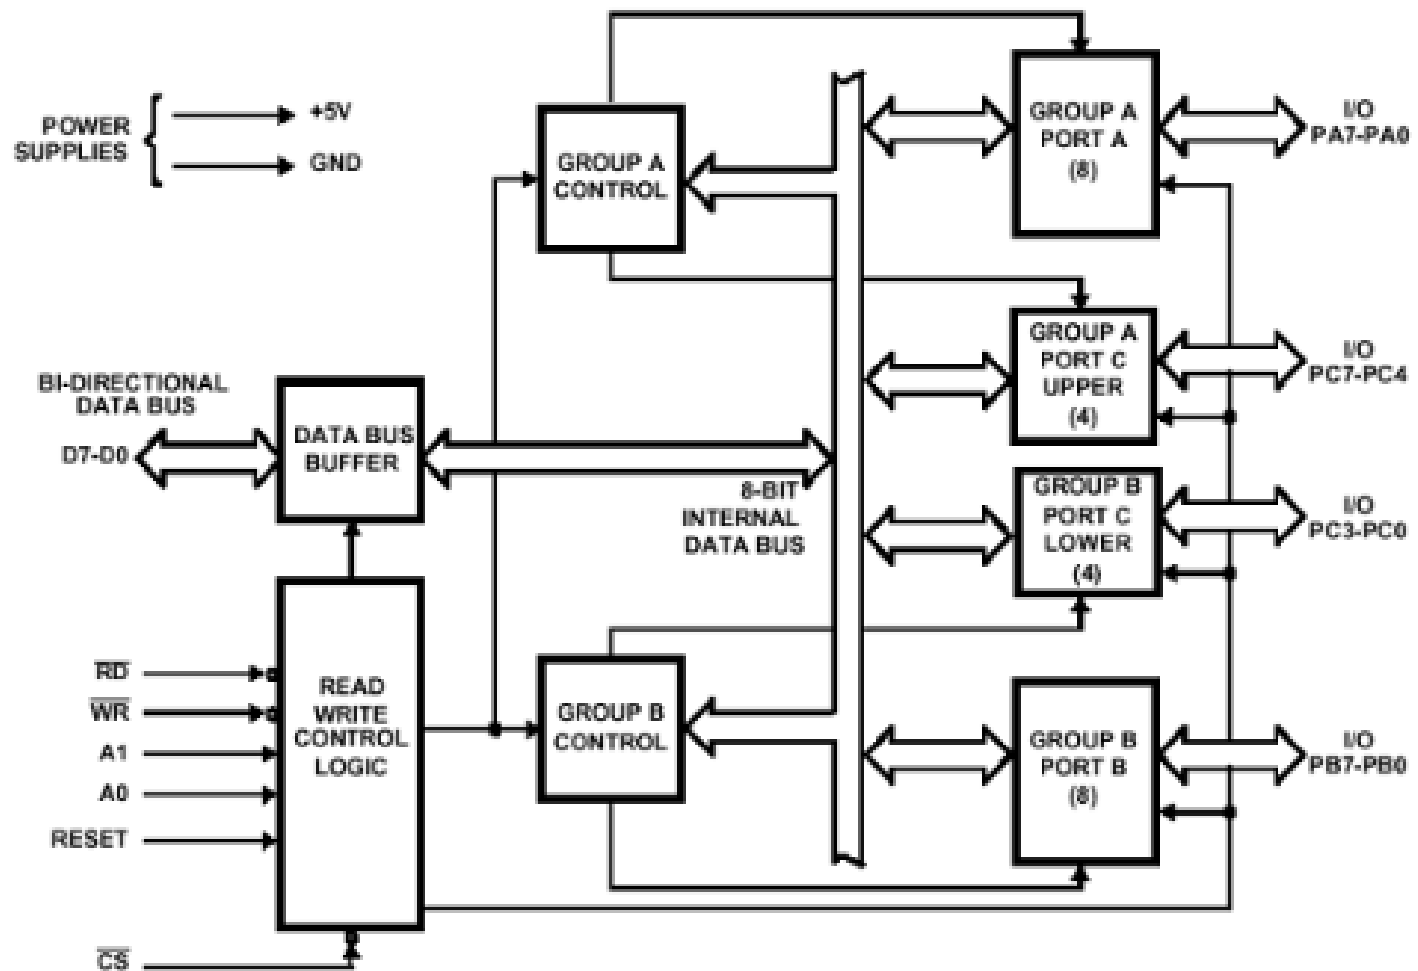 POWER
SUPPLIES
+5V
GND
GROUP A
CONTROL
GROUP A
PORT A
(8)
I/O
PA7-PA0
GROUP A
PORT C
UPPER
(4)
I/O
PC7-PC4
BI-DIRECTIONAL
DATA BUS
D7-D0
DATA BUS
BUFFER
8-BIT
INTERNAL
DATA BUS
GROUP B
PORT C
LOWER
(4)
I/O
PC3-PC0
RD
WR
A1
A0
RESET
CS
READ
WRITE
CONTROL
LOGIC
GROUP B
CONTROL
GROUP B
PORT B
(8)
I/O
PB7-PB0